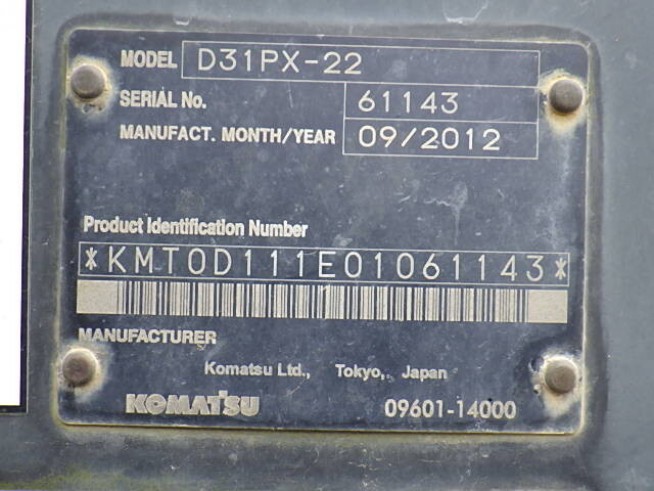 MODEL D31PX-22
SERIAL No. 61143
MANUFACT. MONTH/YEAR 09/2012
Product Identification Number
*KMT0D111E01061143*
MANUFACTURER
Komatsu Ltd., Tokyo, Japan
KOMATSU 09601-14000